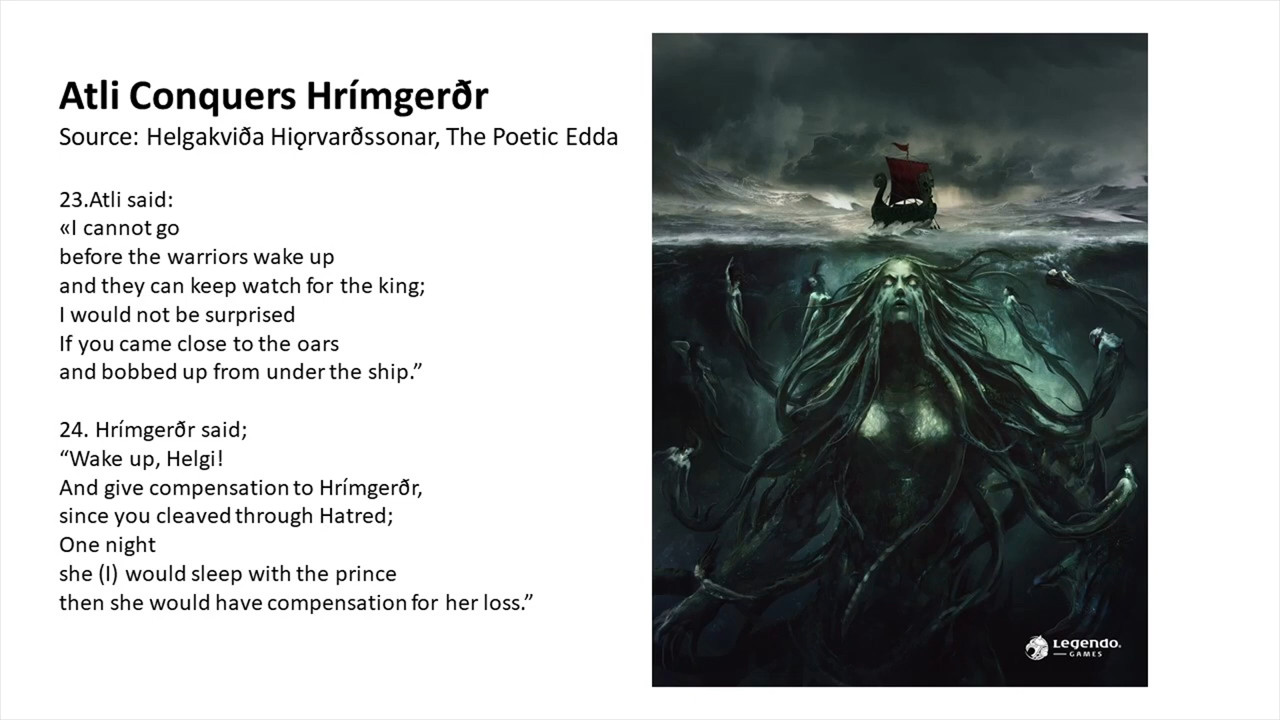 Atli Conquers Hrímgerðr
Source: Helgakviða Hiǫrvarðssonar, The Poetic Edda
23.Atli said:
«I cannot go
before the warriors wake up
and they can keep watch for the king;
I would not be surprised
If you came close to the oars
and bobbed up from under the ship.”
24. Hrímgerðr said;
“Wake up, Helgi!
And give compensation to Hrímgerðr,
since you cleaved through Hatred;
One night
she (I) would sleep with the prince
then she would have compensation for her loss.”
Legendo
GAMES